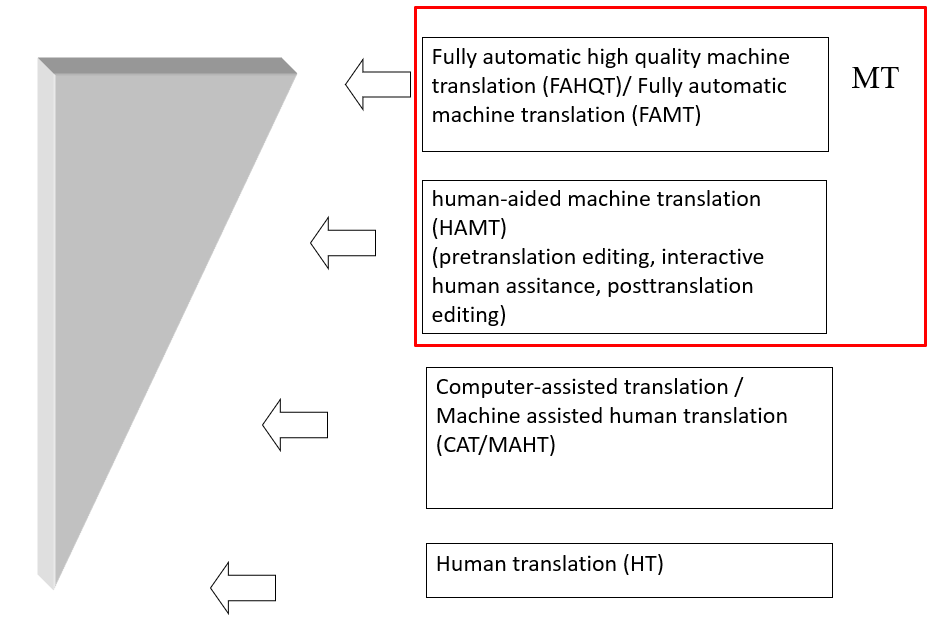 Fully automatic high quality machine
translation (FAHQT)/ Fully automatic
machine translation (FAMT)
MT
human-aided machine translation
(HAMT)
(pretranslation editing, interactive
human assitance, posttranslation
editing)
Computer-assisted translation /
Machine assisted human translation
(CAT/MAHT)
Human translation (HT)